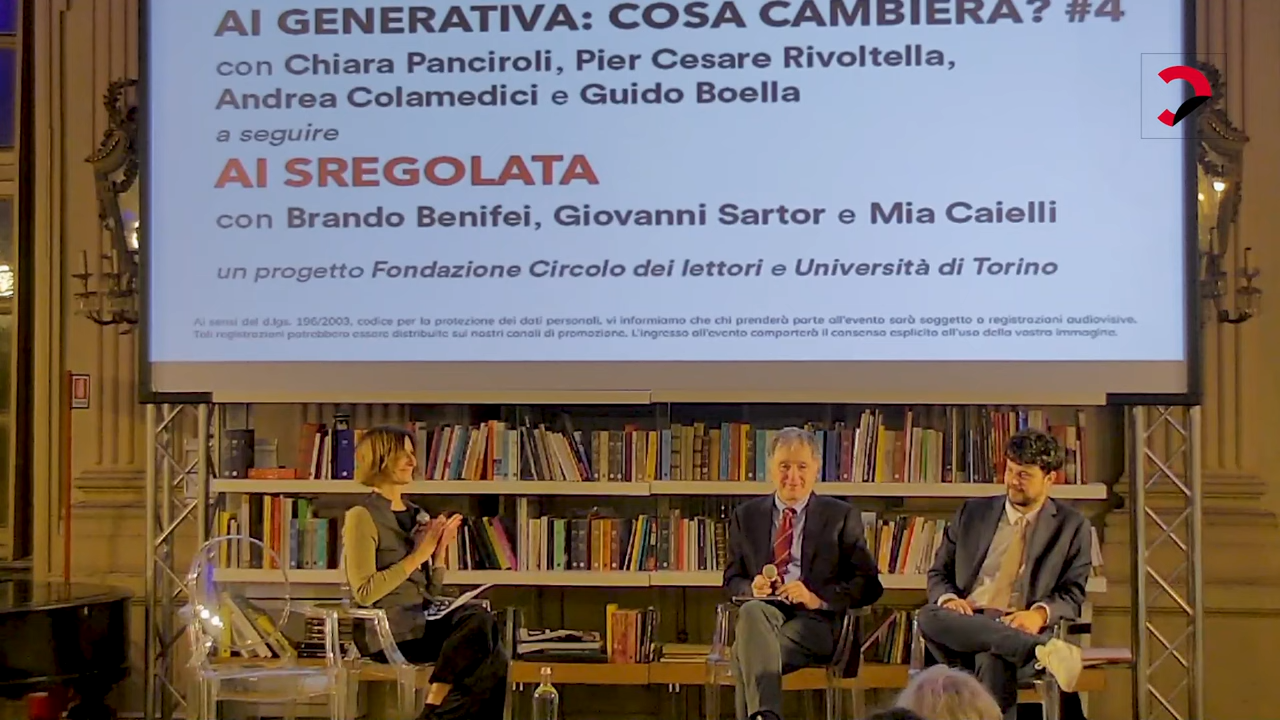 AI GENERATIVA: COSA CAMBIERÀ? #4
con Chiara Panciroli, Pier Cesare Rivoltella,
Andrea Colamedici e Guido Boella
a seguire
AI SREGOLATA
con Brando Benifei, Giovanni Sartor e Mia Caielli
un progetto Fondazione Circolo dei lettori e Università di Torino
Ai sensi del d.lgs. 196/2003, codice per la protezione dei dati personali, vi informiamo che chi prenderà parte all'evento sarà soggetto a registrazioni audiovisive.
Tali registrazioni potrebbero essere distribuite sui nostri canali di promozione. L'ingresso all'evento comporterà il consenso esplicito all'uso della vostra immagine.